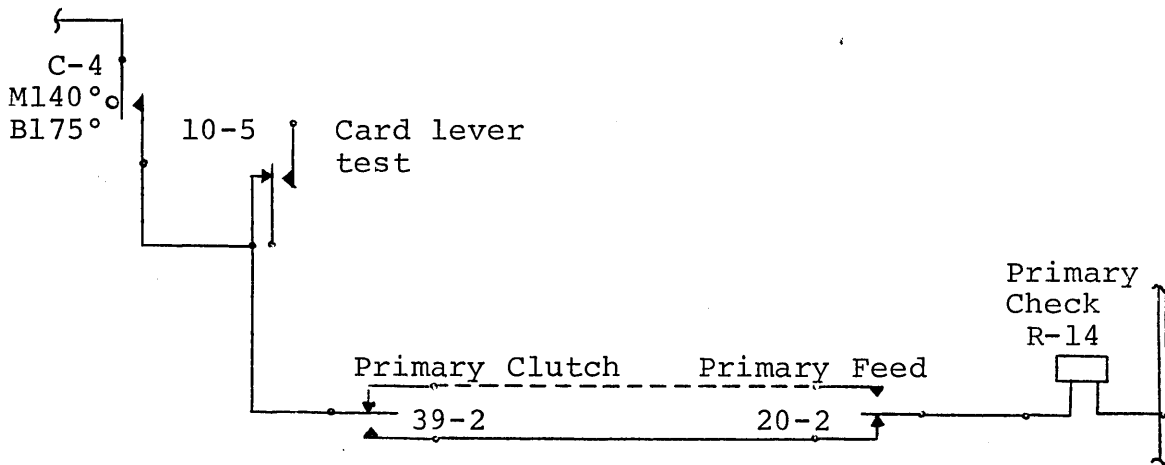 C-4
M140°
B175°
10-5
Card lever
test
Primary
Check
R-14
Primary Clutch
Primary Feed
39-2
20-2